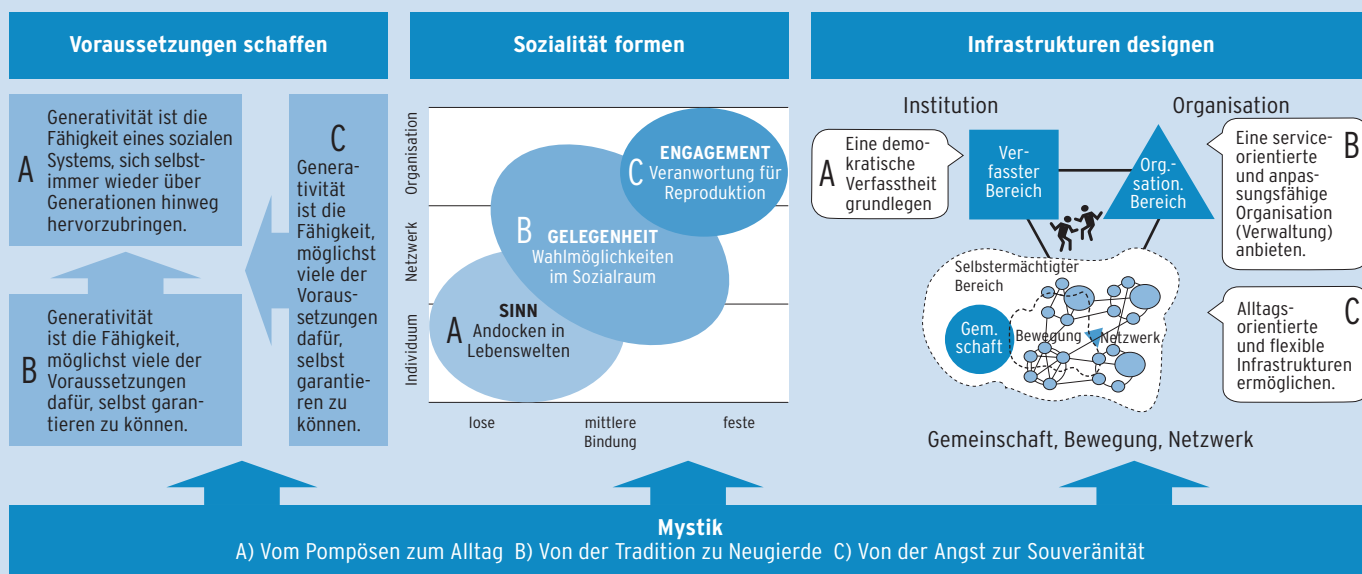 Voraussetzungen schaffen
A
Generativität ist die
Fähigkeit eines sozialen
Systems, sich selbst-
immer wieder über
Generationen hinweg
hervorzubringen.
B
Generativität
ist die Fähigkeit,
möglichst viele der
Voraussetzungen
dafür, selbst garan-
tieren zu können.
C
Genera-
tivität
ist die
Fähigkeit,
möglichst
viele der
Voraus-
setzungen
dafür,
selbst
garantie-
ren zu
können.
Sozialität formen
Organisation
Netzwerk
Individuum
C
ENGAGEMENT
Veranwortung für
Reproduktion
B
GELEGENHEIT
Wahlmöglichkeiten
im Sozialraum
A
SINN
Andocken in
Lebenswelten
lose
mittlere
Bindung
feste
Infrastrukturen designen
Institution
Organisation
A
Eine demo-
kratische
Verfasstheit
grundlegen
Ver-
fasster
Bereich
Org.-
sation.
Bereich
Eine service-
orientierte
und anpas-
sungsfähige
Organisation
(Verwaltung)
anbieten.
B
Selbstermächtigter
Bereich
Gem.
schaft
Bewegung
Netzwerk
Alltags-
orientierte
und flexible
Infrastrukturen
ermöglichen.
C
Gemeinschaft, Bewegung, Netzwerk
Mystik
A) Vom Pompösen zum Alltag B) Von der Tradition zu Neugierde C) Von der Angst zur Souveränität